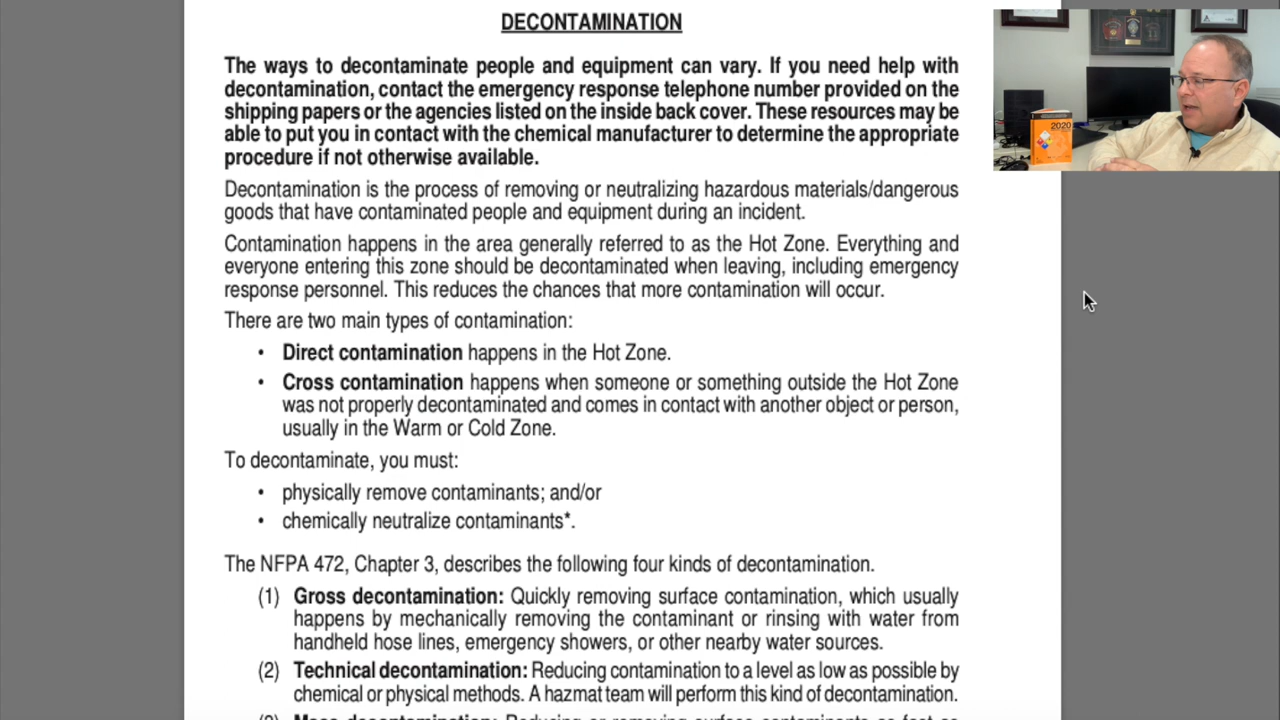 DECONTAMINATION
The ways to decontaminate people and equipment can vary. If you need help with
decontamination, contact the emergency response telephone number provided on the
shipping papers or the agencies listed on the inside back cover. These resources may be
able to put you in contact with the chemical manufacturer to determine the appropriate
procedure if not otherwise available.
Decontamination is the process of removing or neutralizing hazardous materials/dangerous
goods that have contaminated people and equipment during an incident.
Contamination happens in the area generally referred to as the Hot Zone. Everything and
everyone entering this zone should be decontaminated when leaving, including emergency
response personnel. This reduces the chances that more contamination will occur.
There are two main types of contamination:
• Direct contamination happens in the Hot Zone.
• Cross contamination happens when someone or something outside the Hot Zone
was not properly decontaminated and comes in contact with another object or person,
usually in the Warm or Cold Zone.
To decontaminate, you must:
• physically remove contaminants; and/or
• chemically neutralize contaminants*.
The NFPA 472, Chapter 3, describes the following four kinds of decontamination.
(1) Gross decontamination: Quickly removing surface contamination, which usually
happens by mechanically removing the contaminant or rinsing with water from
handheld hose lines, emergency showers, or other nearby water sources.
(2) Technical decontamination: Reducing contamination to a level as low as possible by
chemical or physical methods. A hazmat team will perform this kind of decontamination.
Mass decontamination: Reducing or removing surface contaminants as fast as
2020